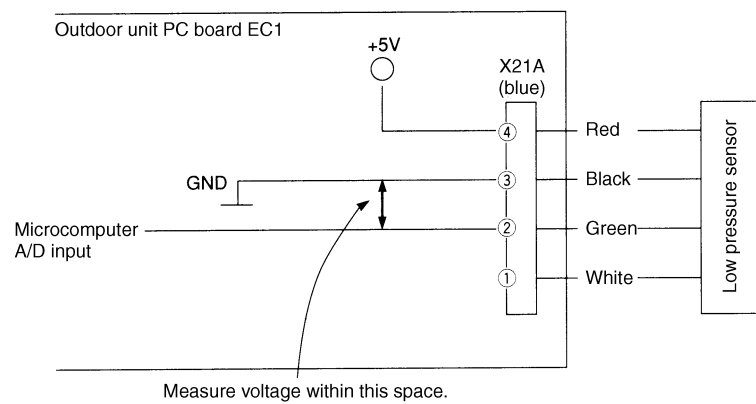 Outdoor unit PC board EC1
+5V
X21A
(blue)
4
Red
Low pressure sensor
GND
3
Black
Microcomputer
A/D input
2
Green
1
White
Measure voltage within this space.